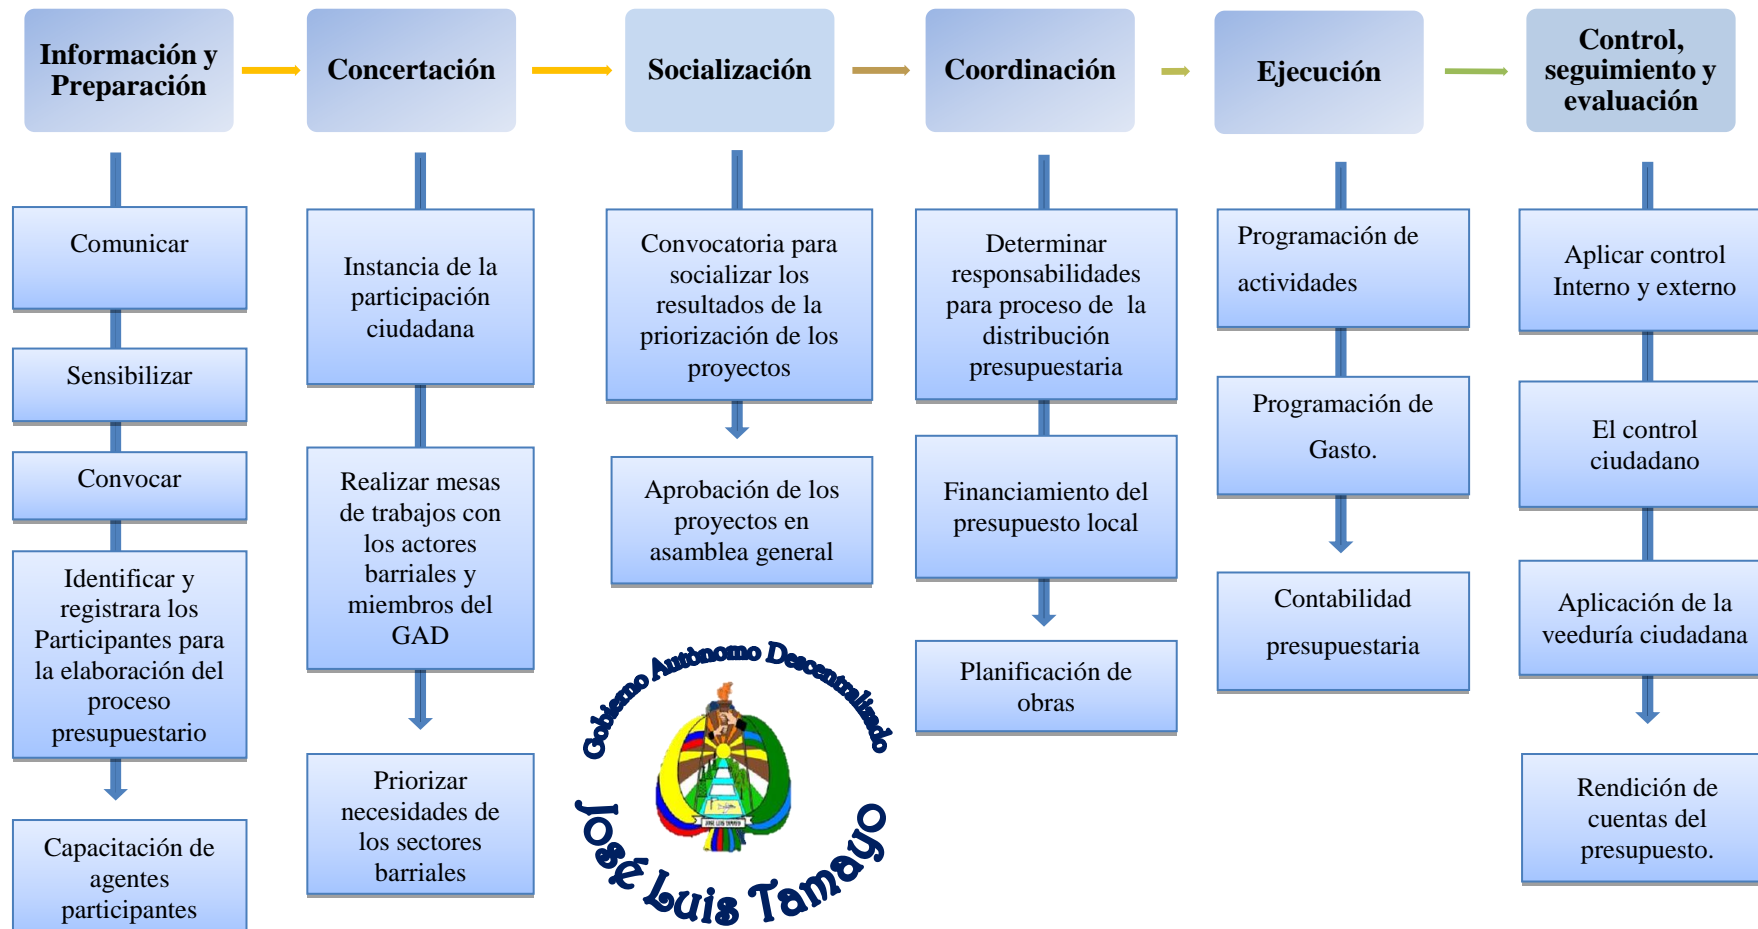 Información y
Preparación
Concertación
Socialización
Coordinación
Ejecución
Control,
seguimiento y
evaluación
Comunicar
Sensibilizar
Convocar
Identificar y
registrara los
Participantes para
la elaboración del
proceso
presupuestario
Capacitación de
agentes
participantes
Instancia de la
participación
ciudadana
Realizar mesas
de trabajos con
los actores
barriales y
miembros del
GAD
Priorizar
necesidades de
los sectores
barriales
Convocatoria para
socializar los
resultados de la
priorización de los
proyectos
Aprobación de los
proyectos en
asamblea general
Gobierno Autónomo Descentralizado
JOSE LUIS TAMAYO
José Luis Tamayo
Determinar
responsabilidades
para proceso de la
distribución
presupuestaria
Financiamiento del
presupuesto local
Planificación de
obras
Programación de
actividades
Programación de
Gasto.
Contabilidad
presupuestaria
Aplicar control
Interno y externo
El control
ciudadano
Aplicación de la
veeduría ciudadana
Rendición de
cuentas del
presupuesto.